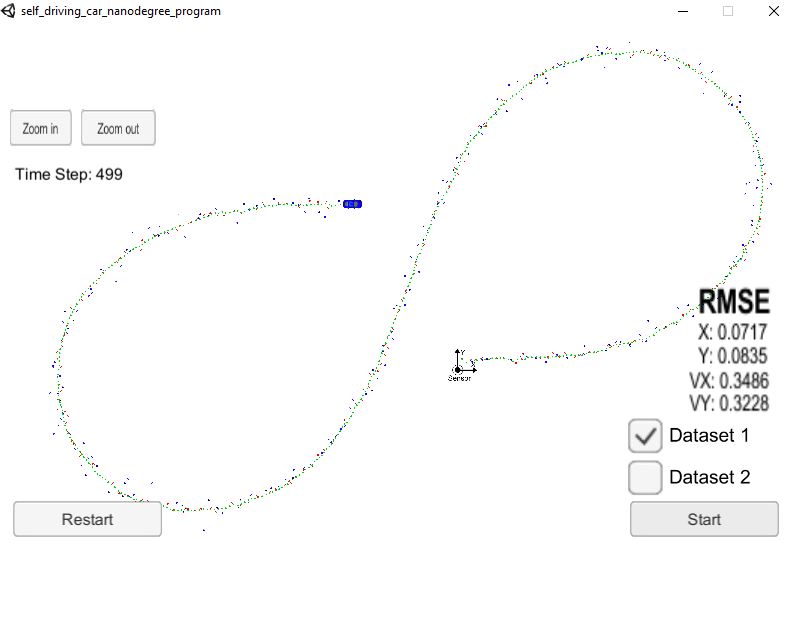 self_driving_car_nanodegree_program
Zoom in
Zoom out
Time Step: 499
RMSE
X: 0.0717
Y: 0.0835
VX: 0.3486
VY: 0.3228
Y
X
Sensor
Dataset 1
Dataset 2
Restart
Start